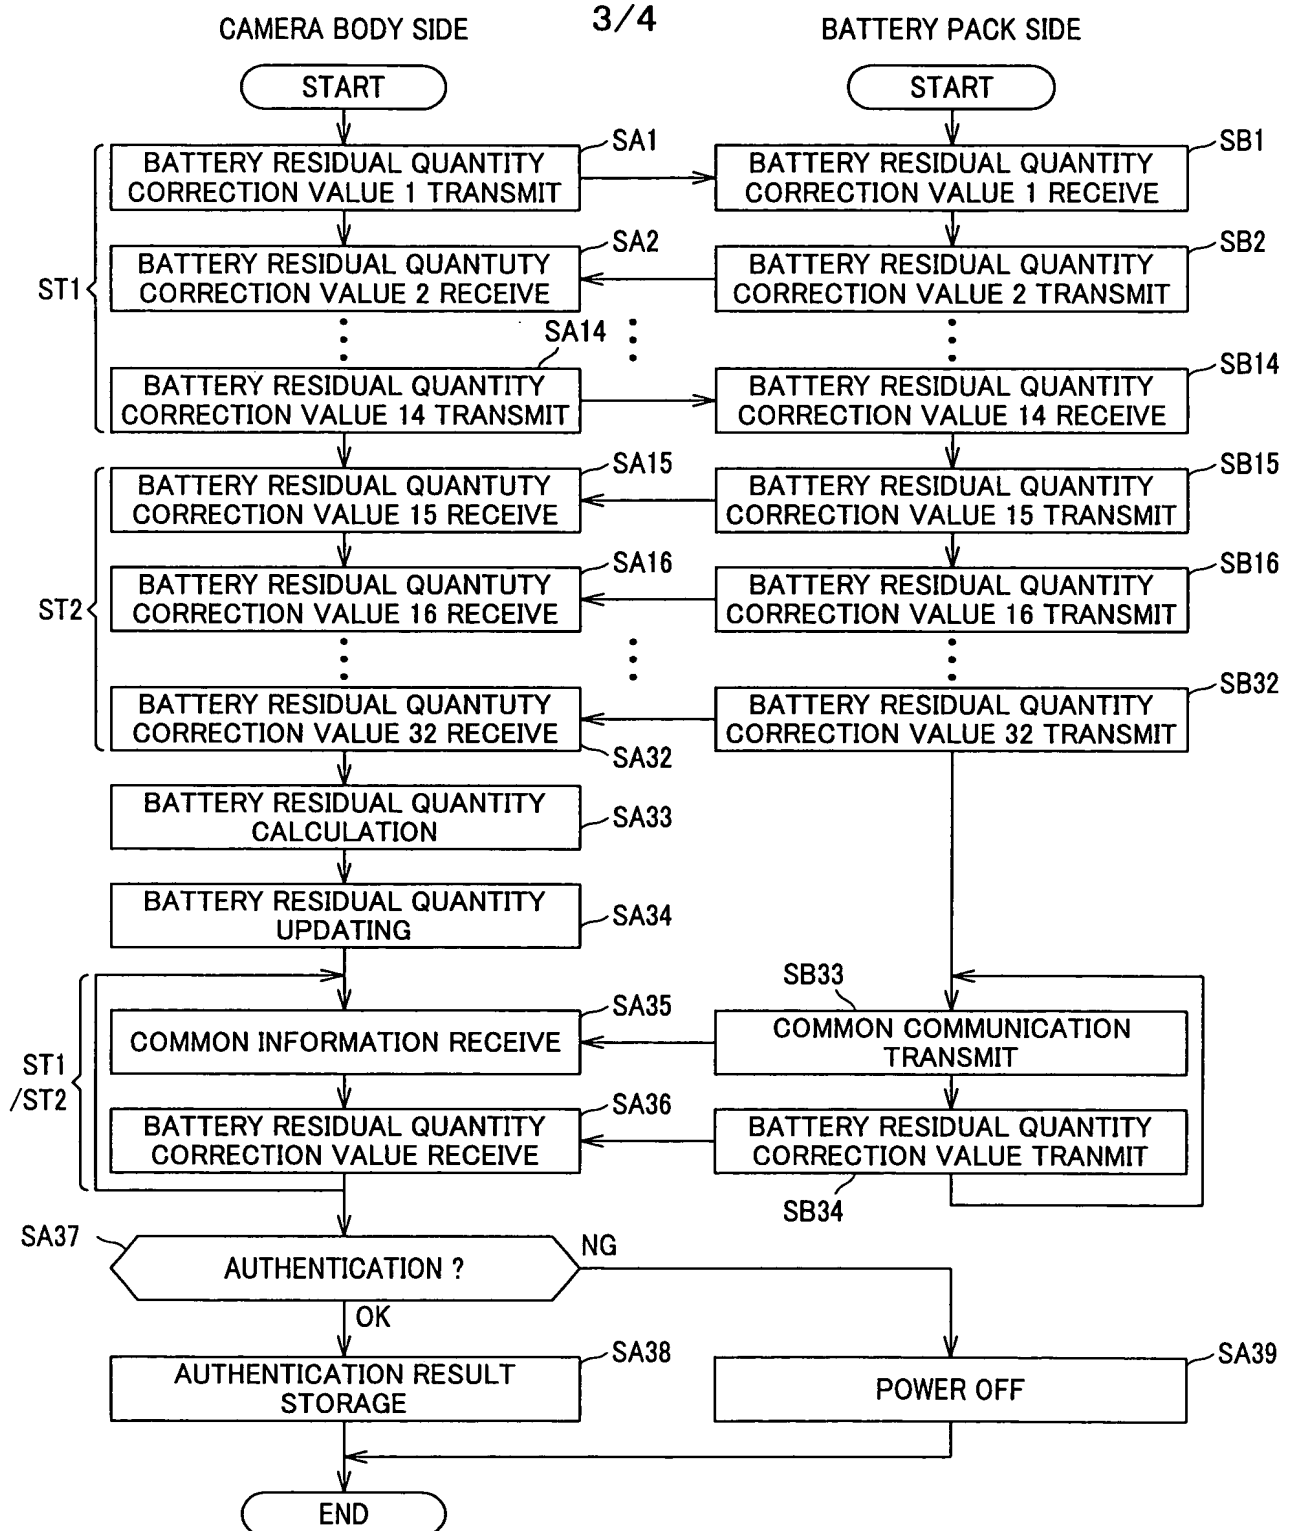 3/4
CAMERA BODY SIDE
BATTERY PACK SIDE
START
START
SA1
BATTERY RESIDUAL QUANTITY
CORRECTION VALUE 1 TRANSMIT
SB1
BATTERY RESIDUAL QUANTITY
CORRECTION VALUE 1 RECEIVE
ST1
SA2
BATTERY RESIDUAL QUANTUTY
CORRECTION VALUE 2 RECEIVE
SB2
BATTERY RESIDUAL QUANTITY
CORRECTION VALUE 2 TRANSMIT
SA14
BATTERY RESIDUAL QUANTITY
CORRECTION VALUE 14 TRANSMIT
SB14
BATTERY RESIDUAL QUANTITY
CORRECTION VALUE 14 RECEIVE
SA15
BATTERY RESIDUAL QUANTUTY
CORRECTION VALUE 15 RECEIVE
SB15
BATTERY RESIDUAL QUANTITY
CORRECTION VALUE 15 TRANSMIT
ST2
SA16
BATTERY RESIDUAL QUANTUTY
CORRECTION VALUE 16 RECEIVE
SB16
BATTERY RESIDUAL QUANTITY
CORRECTION VALUE 16 TRANSMIT
BATTERY RESIDUAL QUANTUTY
CORRECTION VALUE 32 RECEIVE
SA32
SB32
BATTERY RESIDUAL QUANTITY
CORRECTION VALUE 32 TRANSMIT
BATTERY RESIDUAL QUANTITY
CALCULATION
SA33
BATTERY RESIDUAL QUANTITY
UPDATING
SA34
ST1
/ST2
SA35
COMMON INFORMATION RECEIVE
SB33
COMMON COMMUNICATION
TRANSMIT
SA36
BATTERY RESIDUAL QUANTITY
CORRECTION VALUE RECEIVE
BATTERY RESIDUAL QUANTITY
CORRECTION VALUE TRANMIT
SB34
SA37
AUTHENTICATION ?
NG
OK
SA38
AUTHENTICATION RESULT
STORAGE
SA39
POWER OFF
END